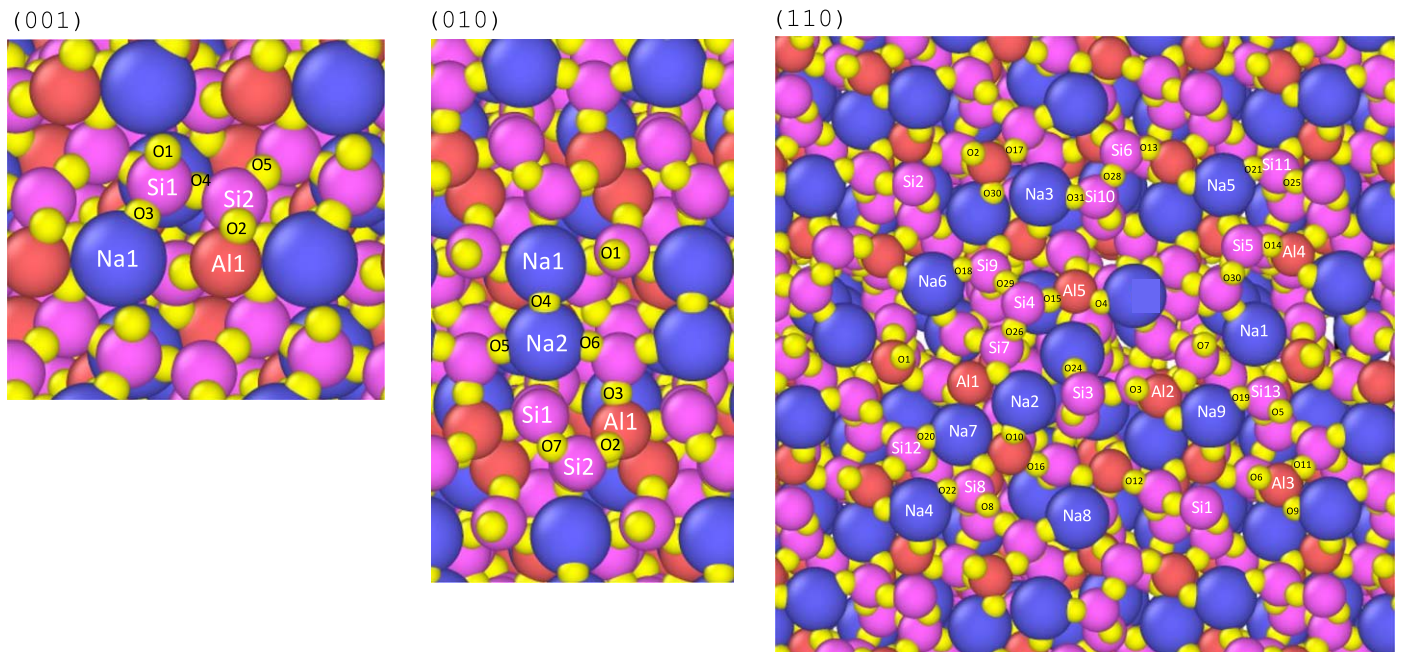 (001)
O1
O5
Si1
O4
Si2
O3
O2
Na1
Al1
(010)
Na1
O1
O4
O5
Na2
O6
O3
Si1
Al1
O7
O2
Si2
(110)
O2
O17
Si6
O13
Si2
O30
Na3
O31
Si10
O28
Na5
O21
Si11
O25
Si5
O14
Al4
Na6
O18
Si9
O29
Si4
O15
Al5
O4
O30
O26
Si7
Na1
O7
O1
Al1
O24
Na2
Si3
O3
Al2
Na9
O19
Si13
O5
Si12
O20
Na7
O10
O16
O12
O11
O6
Al3
O22
Si8
O8
Na4
Na8
Si1
O9